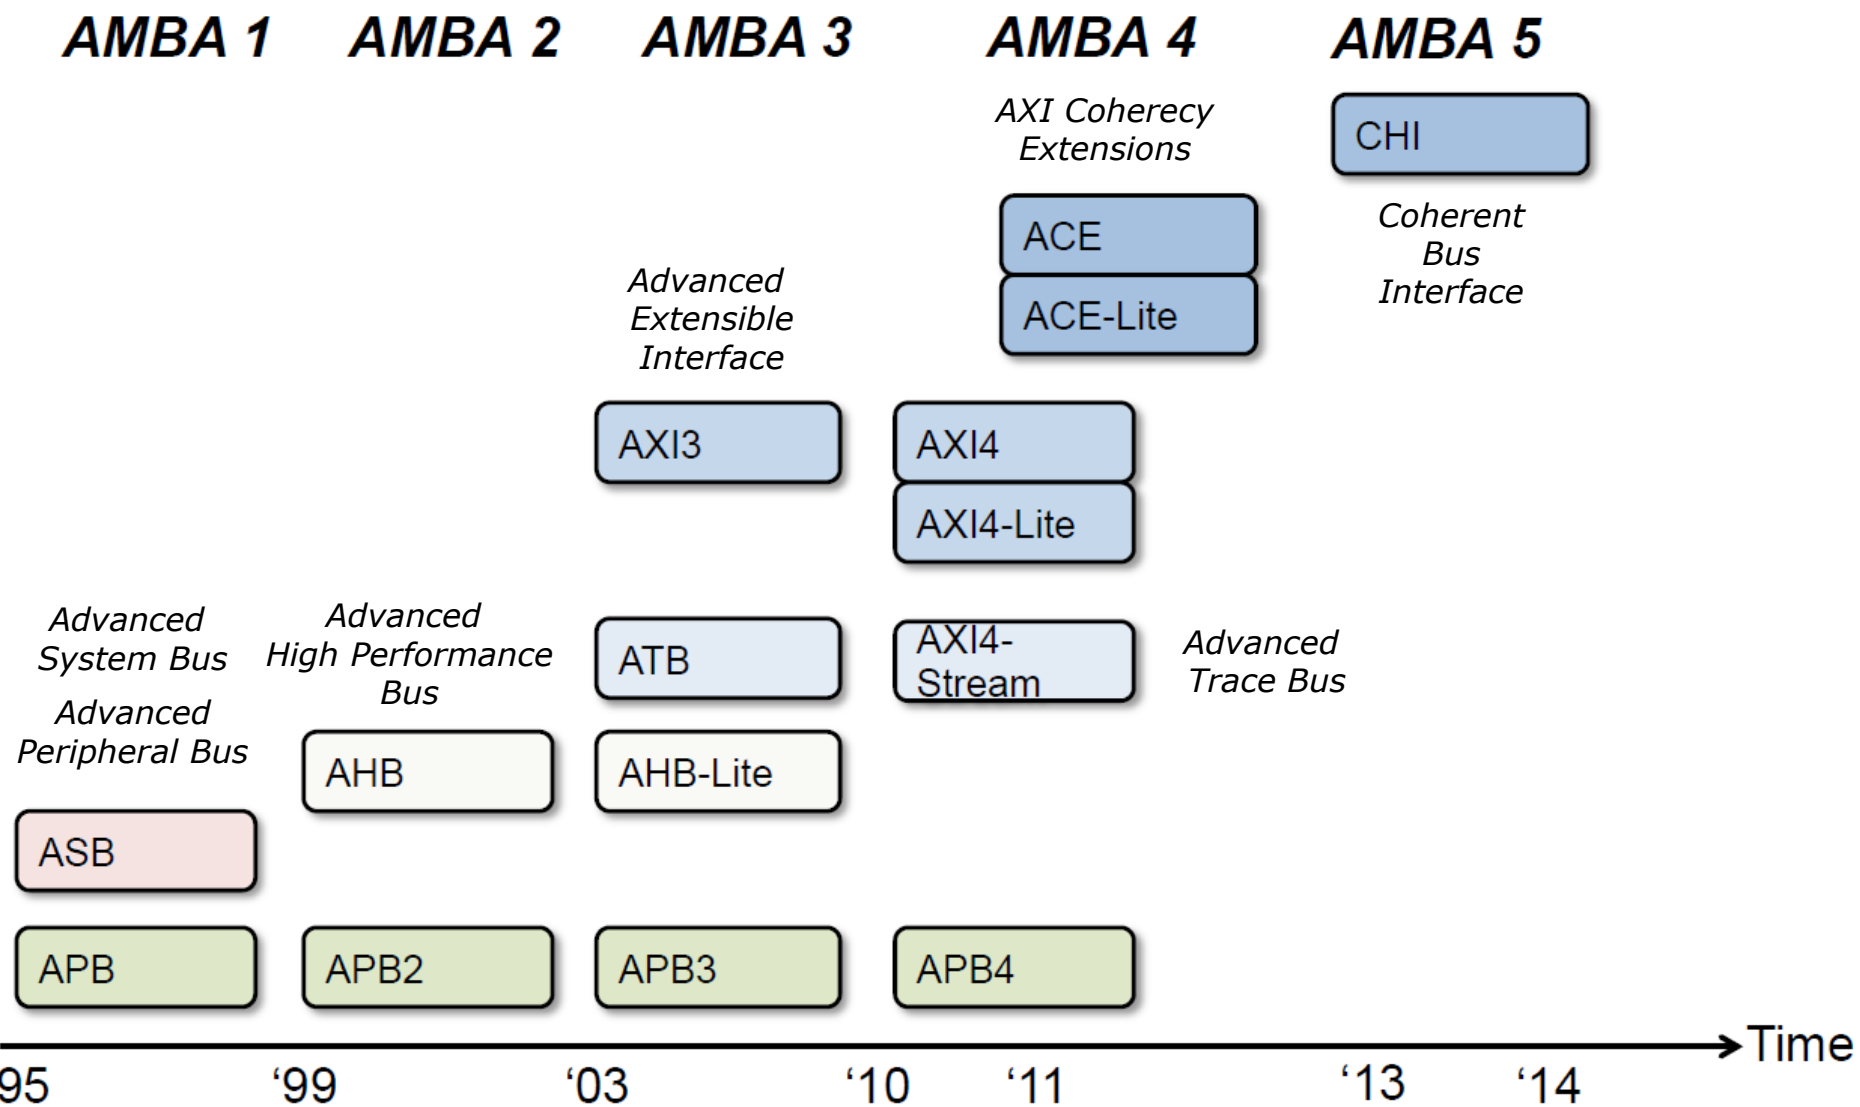 AMBA 1 AMBA 2 AMBA 3 AMBA 4 AMBA 5
AXI Coherecy
Extensions
CHI
Coherent
Bus
Interface
ACE
ACE-Lite
Advanced
Extensible
Interface
AXI3
AXI4
AXI4-Lite
Advanced
System Bus
Advanced
Peripheral Bus
Advanced
High Performance
Bus
ATB
AXI4-
Stream
Advanced
Trace Bus
AHB
AHB-Lite
ASB
APB
APB2
APB3
APB4
Time
95 ‘99 ‘03 ‘10 ‘11 ‘13 ‘14